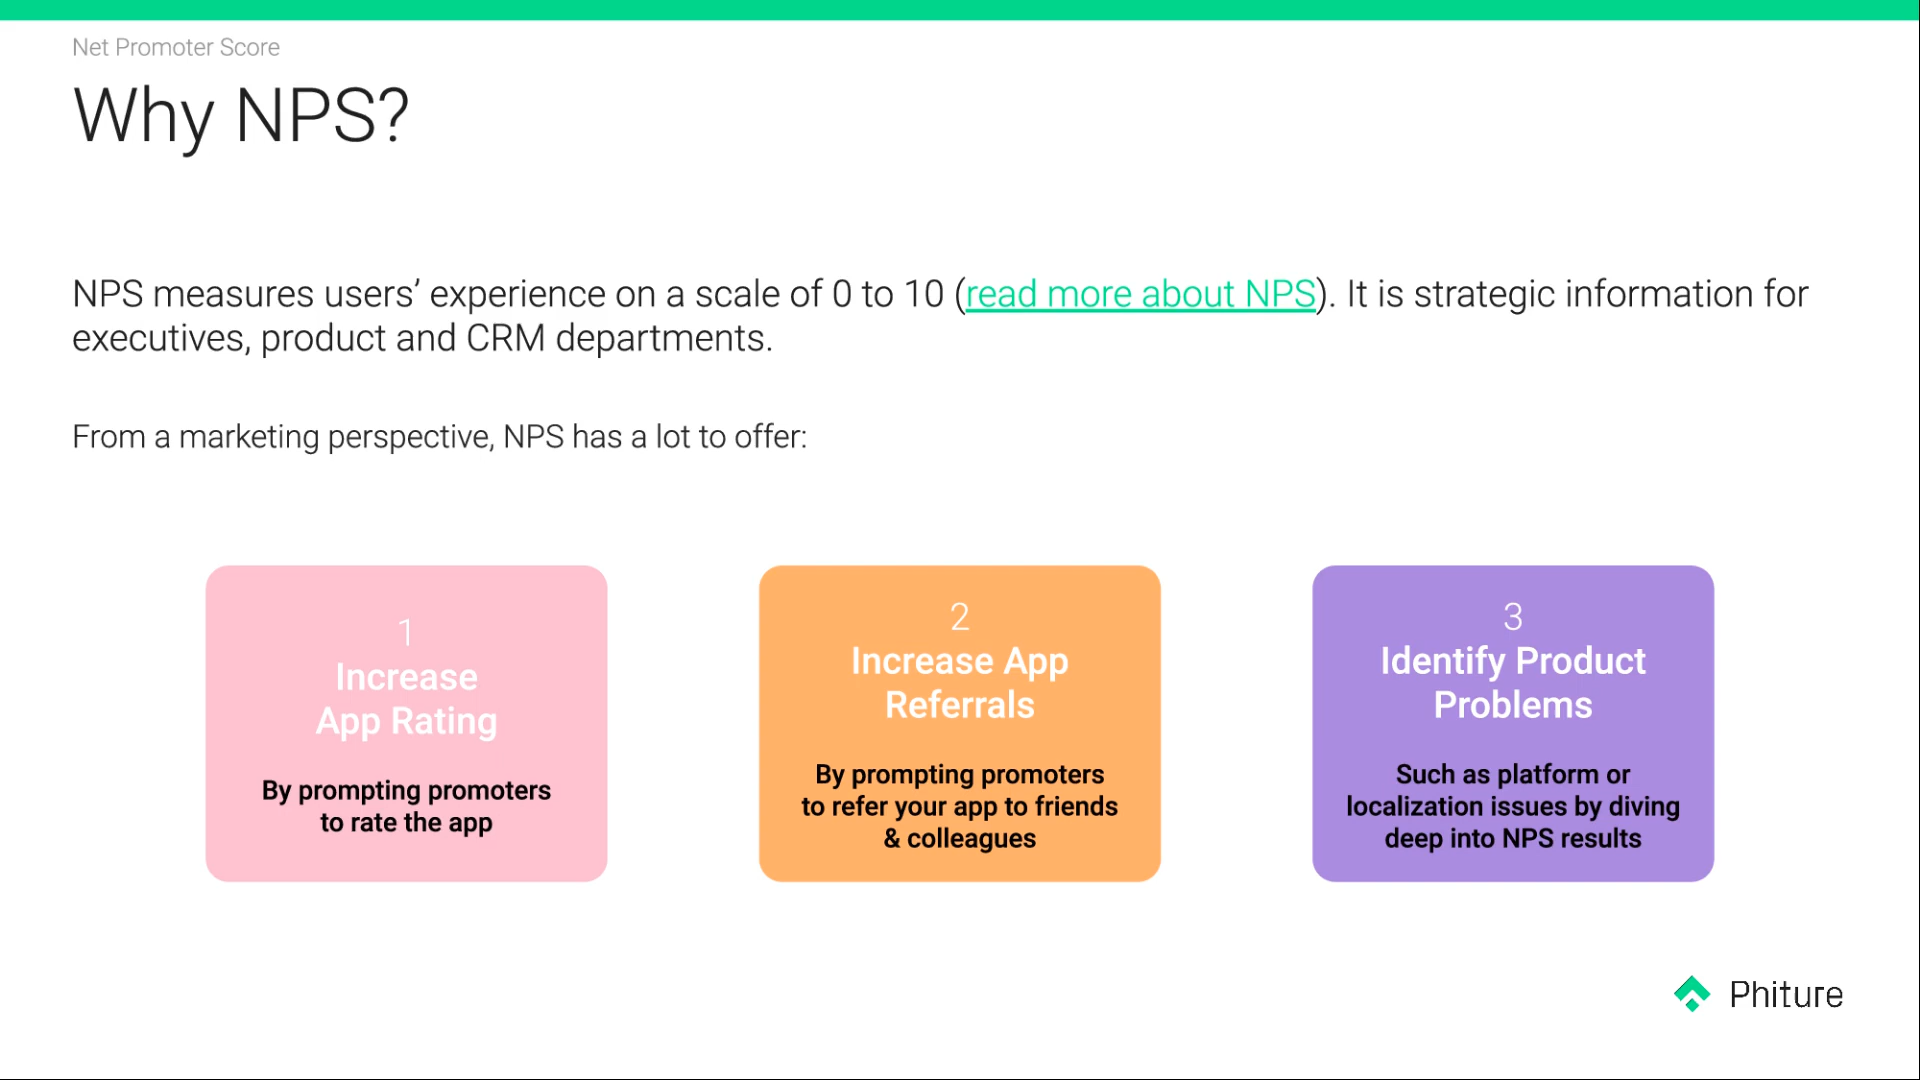 Net Promoter Score
Why NPS?
NPS measures users’ experience on a scale of 0 to 10 (read more about NPS). It is strategic information for
executives, product and CRM departments.
From a marketing perspective, NPS has a lot to offer:
1
Increase
App Rating
By prompting promoters
to rate the app
2
Increase App
Referrals
By prompting promoters
to refer your app to friends
& colleagues
3
Identify Product
Problems
Such as platform or
localization issues by diving
deep into NPS results
Phiture